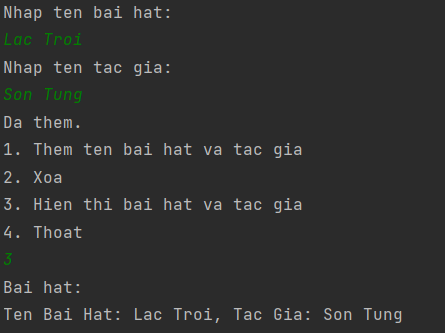 Nhap ten bai hat:
Lac Troi
Nhap ten tac gia:
Son Tung
Da them.
1. Them ten bai hat va tac gia
2. Xoa
3. Hien thi bai hat va tac gia
4. Thoat
3
Bai hat:
Ten Bai Hat: Lac Troi, Tac Gia: Son Tung